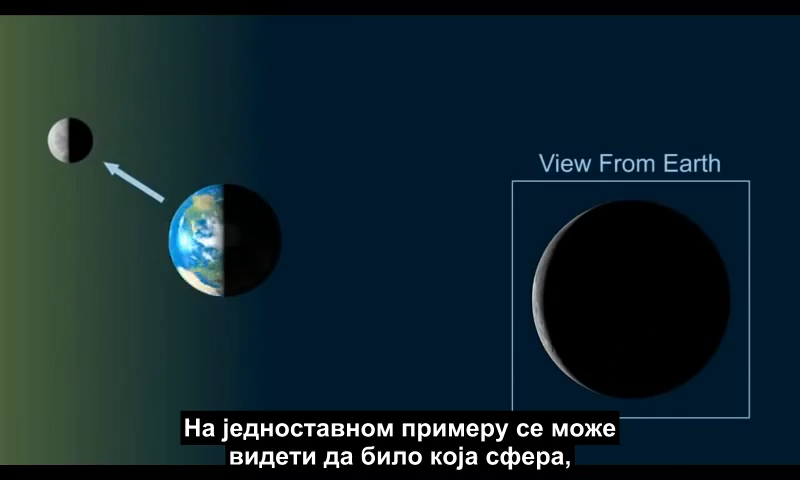 View From Earth
На једноставном примеру се може
видети да било која сфера,